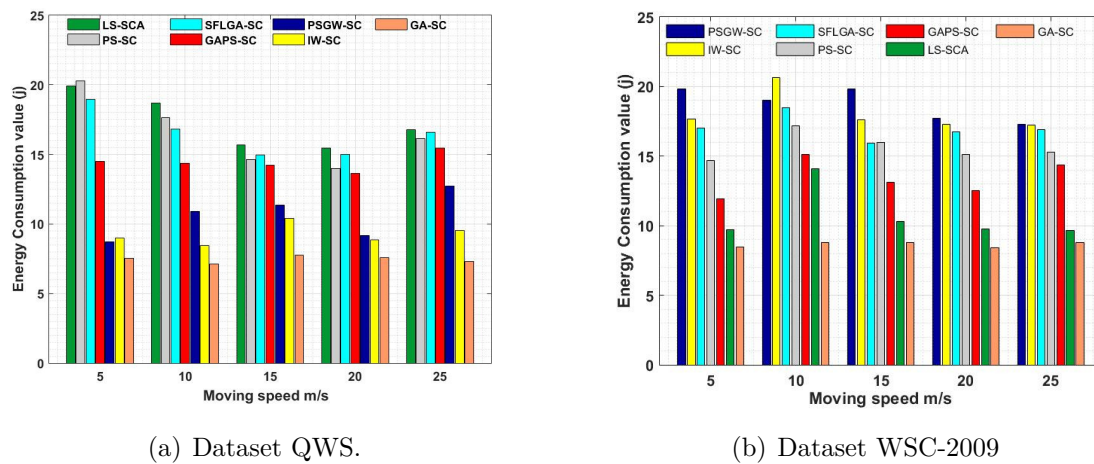 25
20
15
10
5
0
Energy Consumption value (j)
LS-SCA SFLGA-SC PSGW-SC GA-SC
PS-SC GAPS-SC IW-SC
5 10 15 20 25
Moving speed m/s
(a) Dataset QWS.
25
20
15
10
5
0
Energy Consumption value (j)
PSGW-SC SFLGA-SC GAPS-SC GA-SC
IW-SC PS-SC LS-SCA
5 10 15 20 25
Moving speed m/s
(b) Dataset WSC-2009